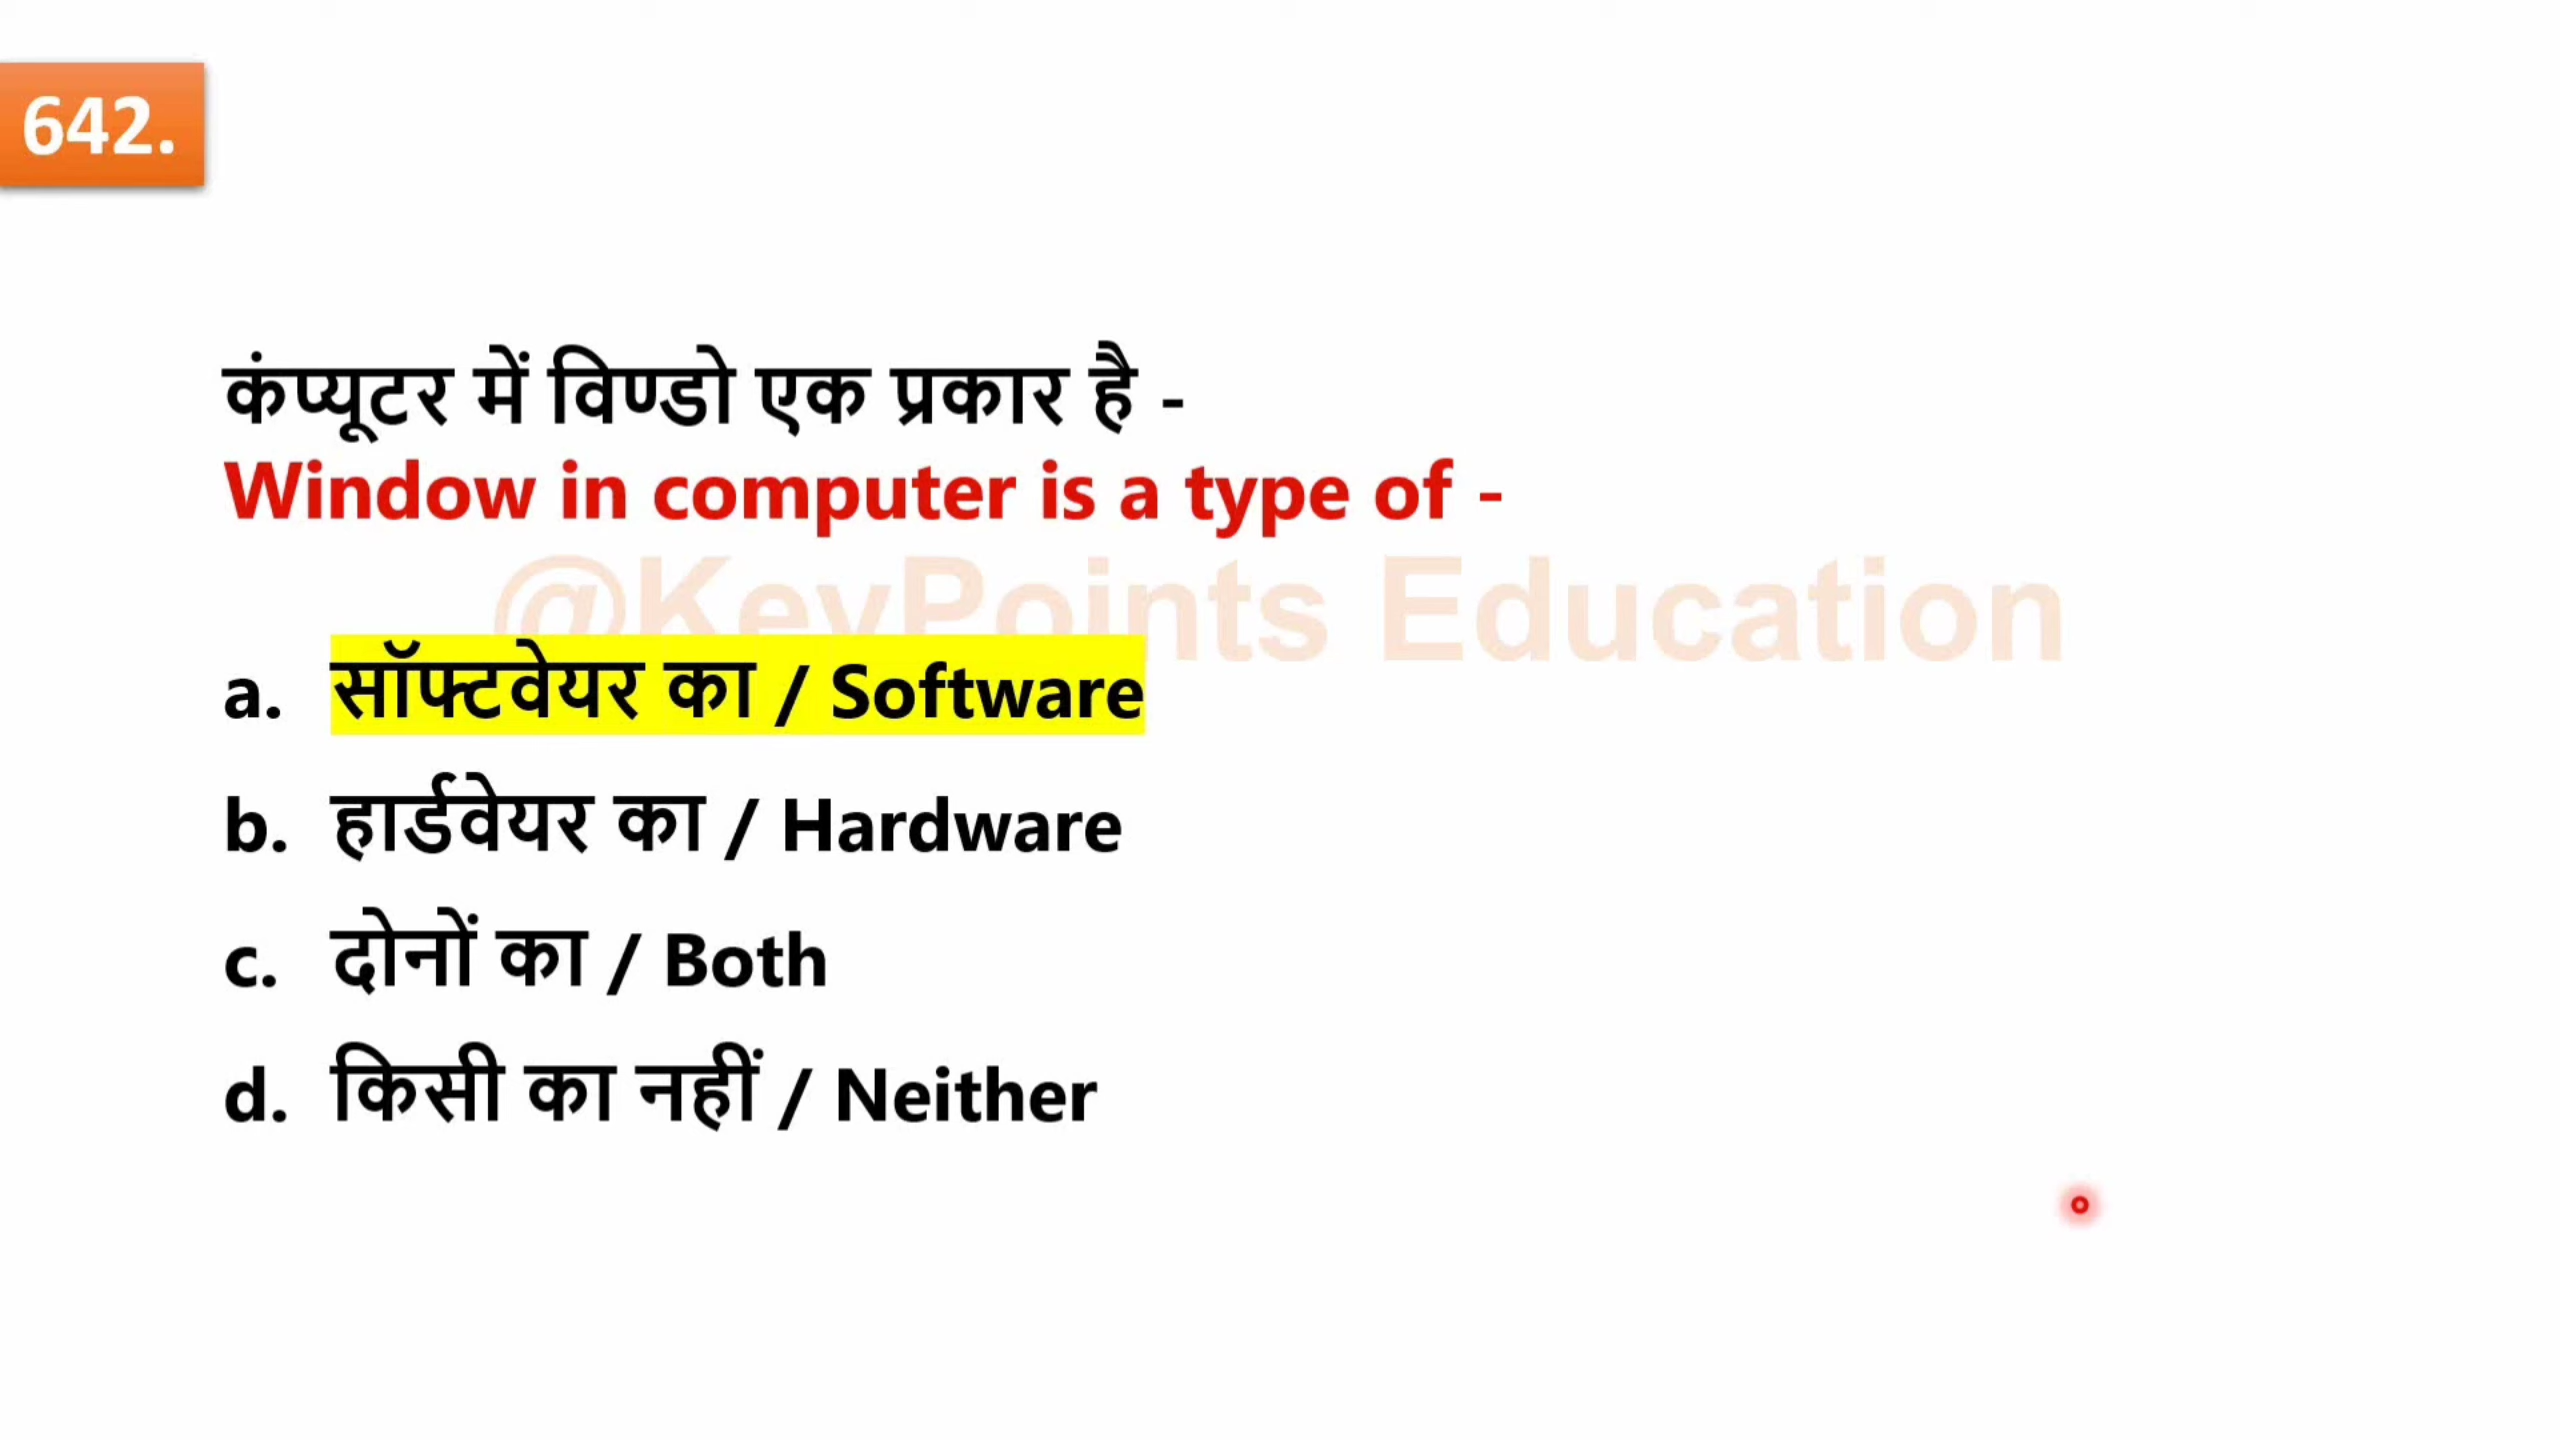 642.
कंप्यूटर में विण्डो एक प्रकार है -
Window in computer is a type of -
@KeyPoints Education
a. सॉफ्टवेयर का / Software
b. हार्डवेयर का / Hardware
c. दोनों का / Both
d. किसी का नहीं / Neither